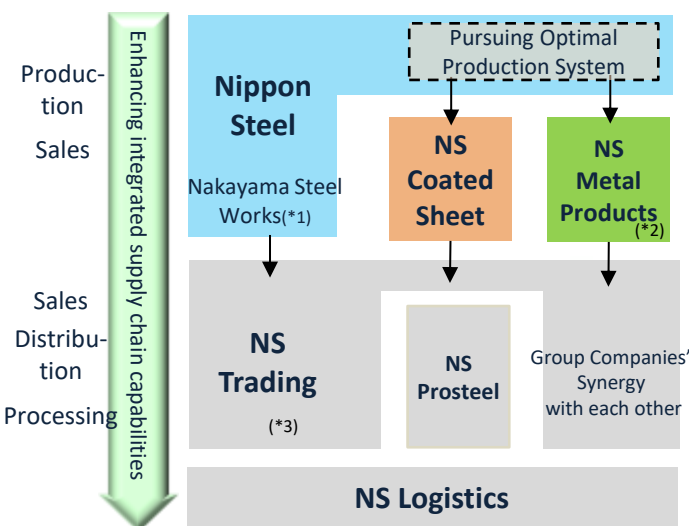 Enhancing integrated supply chain capabilities
Produc-
tion
Sales
Sales
Distribu-
tion
Processing
Pursuing Optimal
Production System
Nippon
Steel
Nakayama Steel
Works(*1)
NS
Coated
Sheet
NS
Metal
Products
(*2)
NS
Trading
(*3)
NS
Prosteel
Group Companies'
Synergy
with each other
NS Logistics